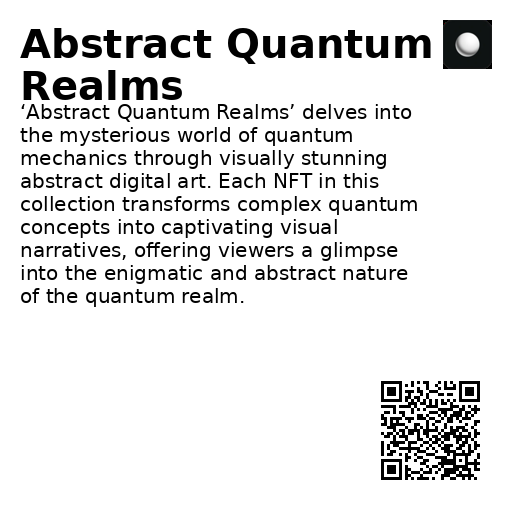 Abstract Quantum
Realms
‘Abstract Quantum Realms’ delves into
the mysterious world of quantum
mechanics through visually stunning
abstract digital art. Each NFT in this
collection transforms complex quantum
concepts into captivating visual
narratives, offering viewers a glimpse
into the enigmatic and abstract nature
of the quantum realm.